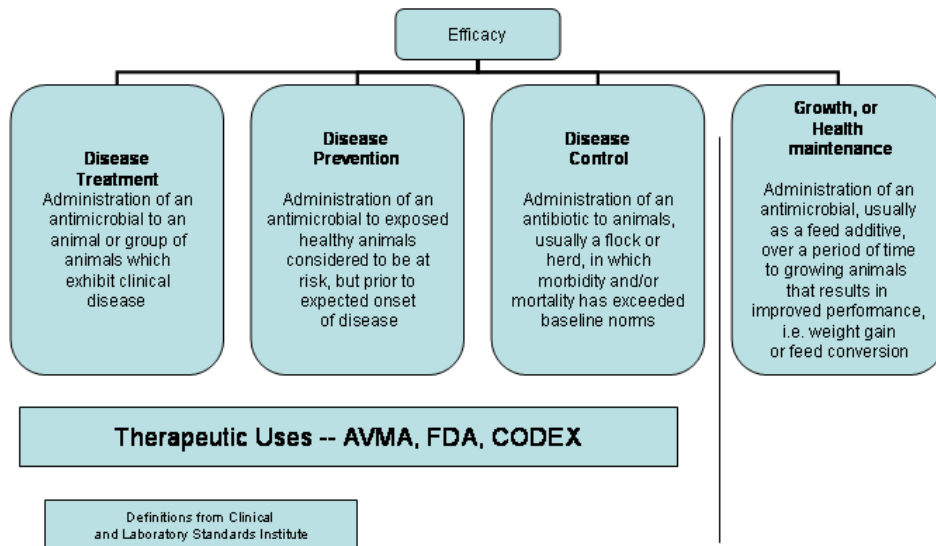 Efficacy
Disease
Treatment
Administration of an
antimicrobial to an
animal or group of
animals which
exhibit clinical
disease
Disease
Prevention
Administration of an
antimicrobial to exposed
healthy animals
considered to be at
risk, but prior to
expected onset
of disease
Disease
Control
Administration of an
antibiotic to animals,
usually a flock or
herd, in which
morbidity and/or
mortality has exceeded
baseline norms
Growth, or
Health
maintenance
Administration of an
antimicrobial, usually
as a feed additive,
over a period of time
to growing animals
that results in
improved performance,
i.e. weight gain
or feed conversion
Therapeutic Uses -- AVMA, FDA, CODEX
Definitions from Clinical
and Laboratory Standards Institute